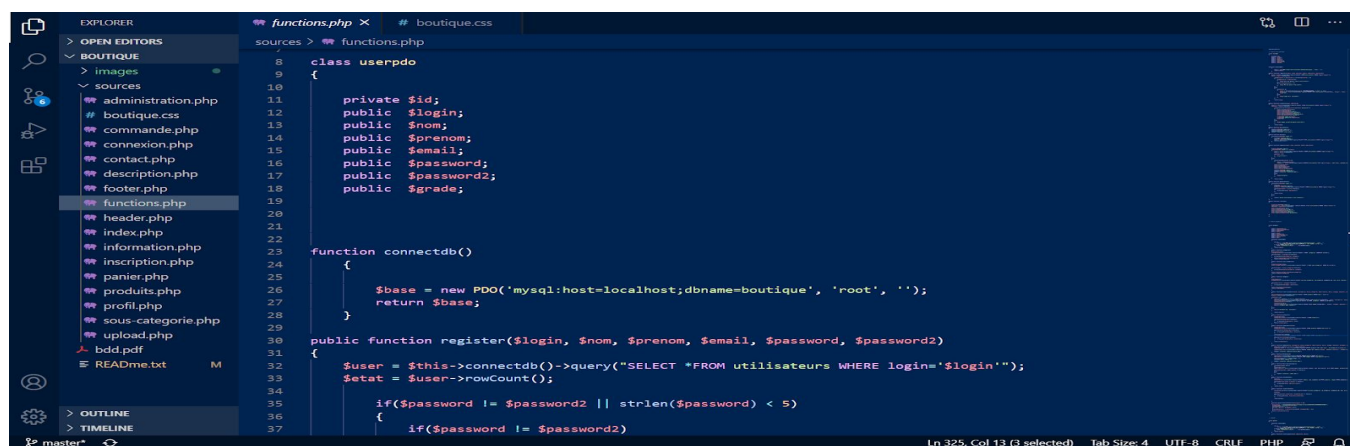 EXPLORER
> OPEN EDITORS
BOUTIQUE
> images
sources
administration.php
# boutique.css
commande.php
connexion.php
contact.php
description.php
footer.php
functions.php
header.php
index.php
information.php
inscription.php
panier.php
produits.php
profil.php
sous-categorie.php
upload.php
bdd.pdf
READme.txt M
> OUTLINE
> TIMELINE
6
functions.php × # boutique.css ...
sources > functions.php
8 class userpdo
9 {
10
11 private $id;
12 public $login;
13 public $nom;
14 public $prenom;
15 public $email;
16 public $password;
17 public $password2;
18 public $grade;
19
20
21
22
23 function connectdb()
24 {
25
26 $base = new PDO('mysql:host=localhost;dbname=boutique', 'root', '');
27 return $base;
28 }
29
30 public function register($login, $nom, $prenom, $email, $password, $password2)
31 {
32 $user = $this->connectdb()->query("SELECT *FROM utilisateurs WHERE login='$login'");
33 $etat = $user->rowCount();
34
35 if($password != $password2 || strlen($password) < 5)
36 {
37 if($password != $password2)
master* Ln 325, Col 13 (3 selected) Tab Size: 4 UTF-8 CRLF PHP